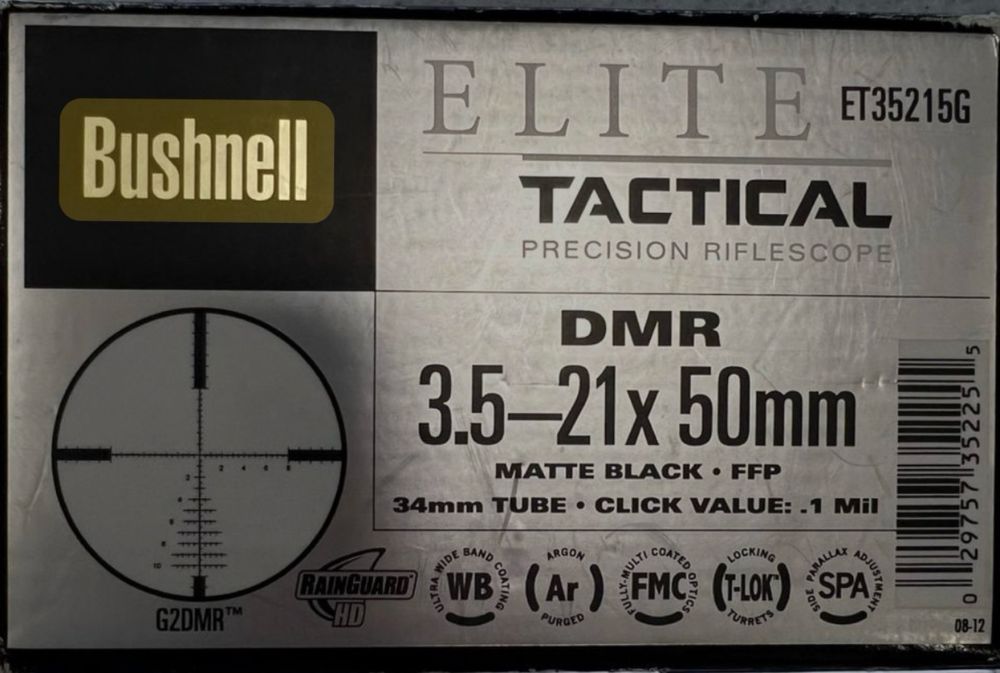 Bushnell
ELITE
ET35215G
TACTICAL
PRECISION RIFLESCOPE
DMR
3.5–21x 50mm
MATTE BLACK • FFP
34mm TUBE • CLICK VALUE: .1 Mil
2 4 6 8
2
4
6
8
10
G2DMR™
RAINGUARD®
HD
ULTRA WIDE BAND COATING
WB
ARGON
(Ar)
PURGED
FULLY-MULTI COATED OPTICS
FMC
LOCKING
(T-LOK™)
TURRETS
SIDE PARALLAX ADJUSTMENT
SPA
0 29757 35225 5
08-12